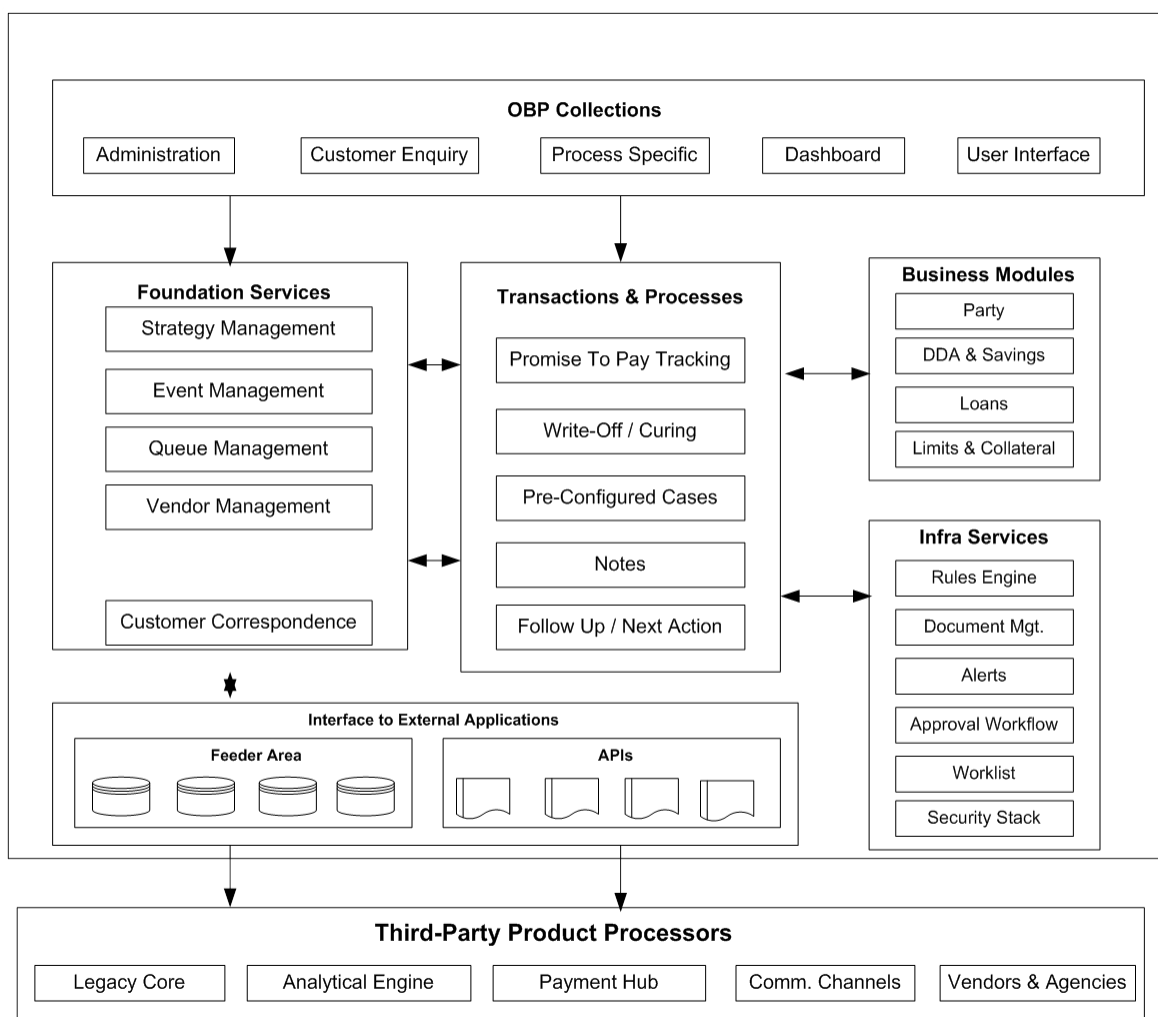 OBP Collections
Administration
Customer Enquiry
Process Specific
Dashboard
User Interface
Foundation Services
Strategy Management
Event Management
Queue Management
Vendor Management
Customer Correspondence
Transactions & Processes
Promise To Pay Tracking
Write-Off / Curing
Pre-Configured Cases
Notes
Follow Up / Next Action
Business Modules
Party
DDA & Savings
Loans
Limits & Collateral
Infra Services
Rules Engine
Document Mgt.
Alerts
Approval Workflow
Worklist
Security Stack
Interface to External Applications
Feeder Area
APIs
Third-Party Product Processors
Legacy Core
Analytical Engine
Payment Hub
Comm. Channels
Vendors & Agencies